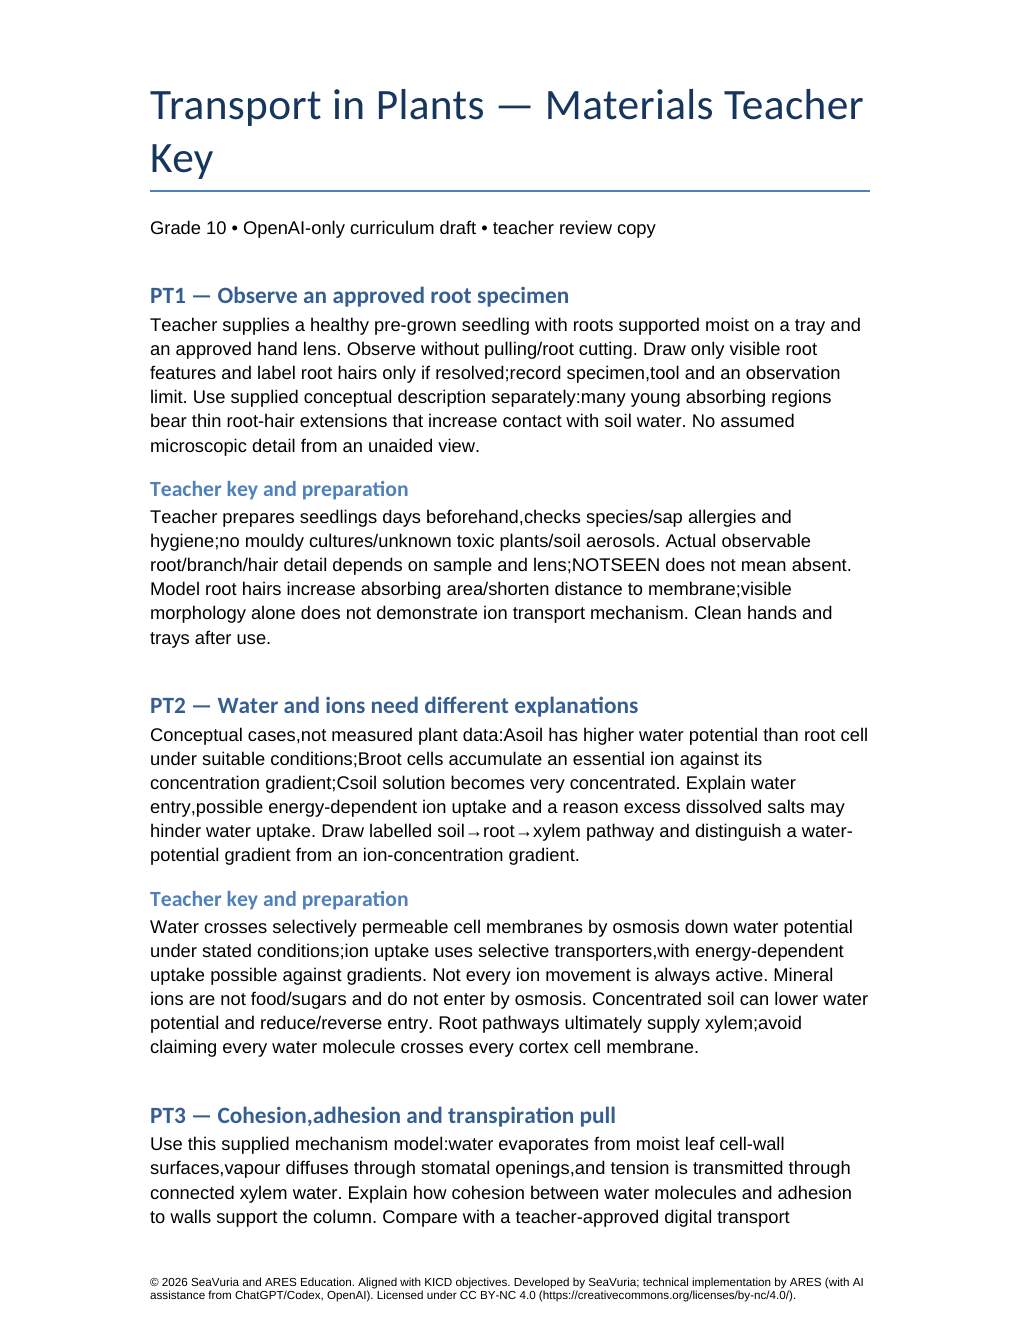 Transport in Plants — Materials Teacher
Key
Grade 10 • OpenAI-only curriculum draft • teacher review copy
PT1 — Observe an approved root specimen
Teacher supplies a healthy pre-grown seedling with roots supported moist on a tray and
an approved hand lens. Observe without pulling/root cutting. Draw only visible root
features and label root hairs only if resolved;record specimen,tool and an observation
limit. Use supplied conceptual description separately:many young absorbing regions
bear thin root-hair extensions that increase contact with soil water. No assumed
microscopic detail from an unaided view.
Teacher key and preparation
Teacher prepares seedlings days beforehand,checks species/sap allergies and
hygiene;no mouldy cultures/unknown toxic plants/soil aerosols. Actual observable
root/branch/hair detail depends on sample and lens;NOTSEEN does not mean absent.
Model root hairs increase absorbing area/shorten distance to membrane;visible
morphology alone does not demonstrate ion transport mechanism. Clean hands and
trays after use.
PT2 — Water and ions need different explanations
Conceptual cases,not measured plant data:Asoil has higher water potential than root cell
under suitable conditions;Broot cells accumulate an essential ion against its
concentration gradient;Csoil solution becomes very concentrated. Explain water
entry,possible energy-dependent ion uptake and a reason excess dissolved salts may
hinder water uptake. Draw labelled soil→root→xylem pathway and distinguish a water-
potential gradient from an ion-concentration gradient.
Teacher key and preparation
Water crosses selectively permeable cell membranes by osmosis down water potential
under stated conditions;ion uptake uses selective transporters,with energy-dependent
uptake possible against gradients. Not every ion movement is always active. Mineral
ions are not food/sugars and do not enter by osmosis. Concentrated soil can lower water
potential and reduce/reverse entry. Root pathways ultimately supply xylem;avoid
claiming every water molecule crosses every cortex cell membrane.
PT3 — Cohesion,adhesion and transpiration pull
Use this supplied mechanism model:water evaporates from moist leaf cell-wall
surfaces,vapour diffuses through stomatal openings,and tension is transmitted through
connected xylem water. Explain how cohesion between water molecules and adhesion
to walls support the column. Compare with a teacher-approved digital transport
© 2026 SeaVuria and ARES Education. Aligned with KICD objectives. Developed by SeaVuria; technical implementation by ARES (with AI
assistance from ChatGPT/Codex, OpenAI). Licensed under CC BY-NC 4.0 (https://creativecommons.org/licenses/by-nc/4.0/).